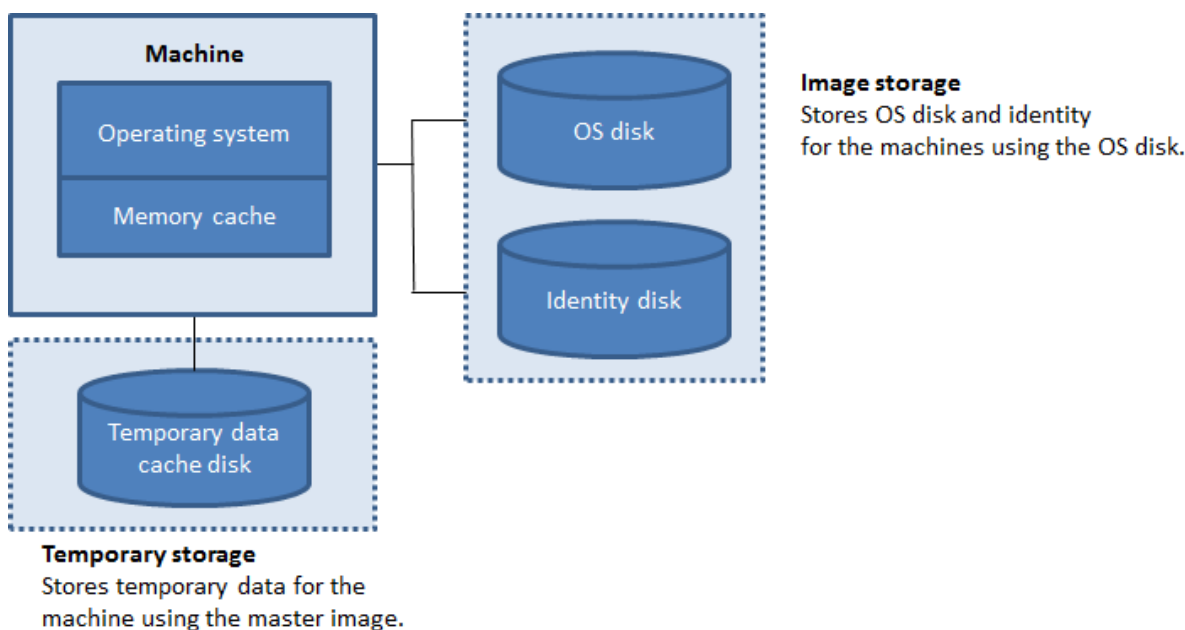 Machine
Operating system
Memory cache
OS disk
Identity disk
Image storage
Stores OS disk and identity
for the machines using the OS disk.
Temporary data
cache disk
Temporary storage
Stores temporary data for the
machine using the master image.